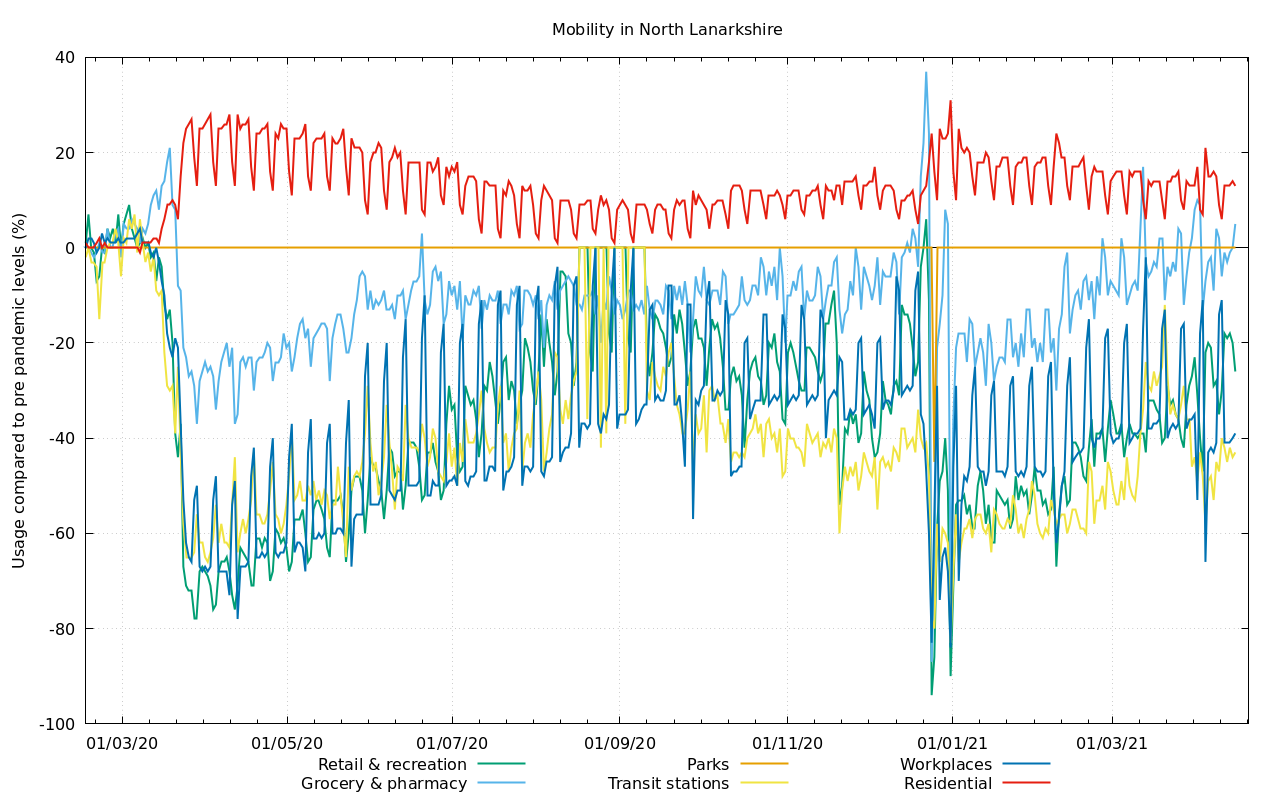 Mobility in North Lanarkshire
Usage compared to pre pandemic levels (%)
40
20
0
-20
-40
-60
-80
-100
01/03/20 01/05/20 01/07/20 01/09/20 01/11/20 01/01/21 01/03/21
Retail & recreation Parks Workplaces
Grocery & pharmacy Transit stations Residential